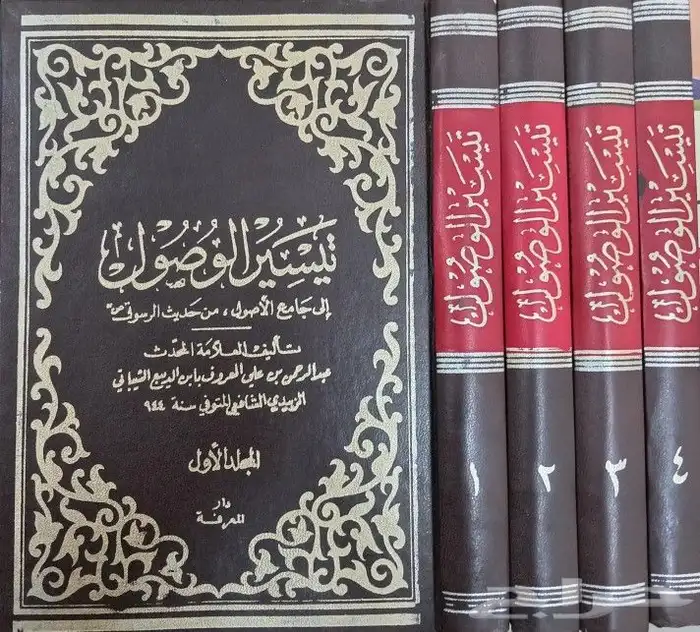 تيسير الوصول
إلى جامع الأصول، من حديث الرسول ص
تأليف العلامة المحدث
عبد الرحمن بن علي المعروف بابن الديبع الشيباني
الزبيدي الشافعي المتوفي سنة ٩٤٤
المجلد الأول
دار
المعرفة
تيسير الوصول
١
تيسير الوصول
٢
تيسير الوصول
٣
تيسير الوصول
٤
حراج